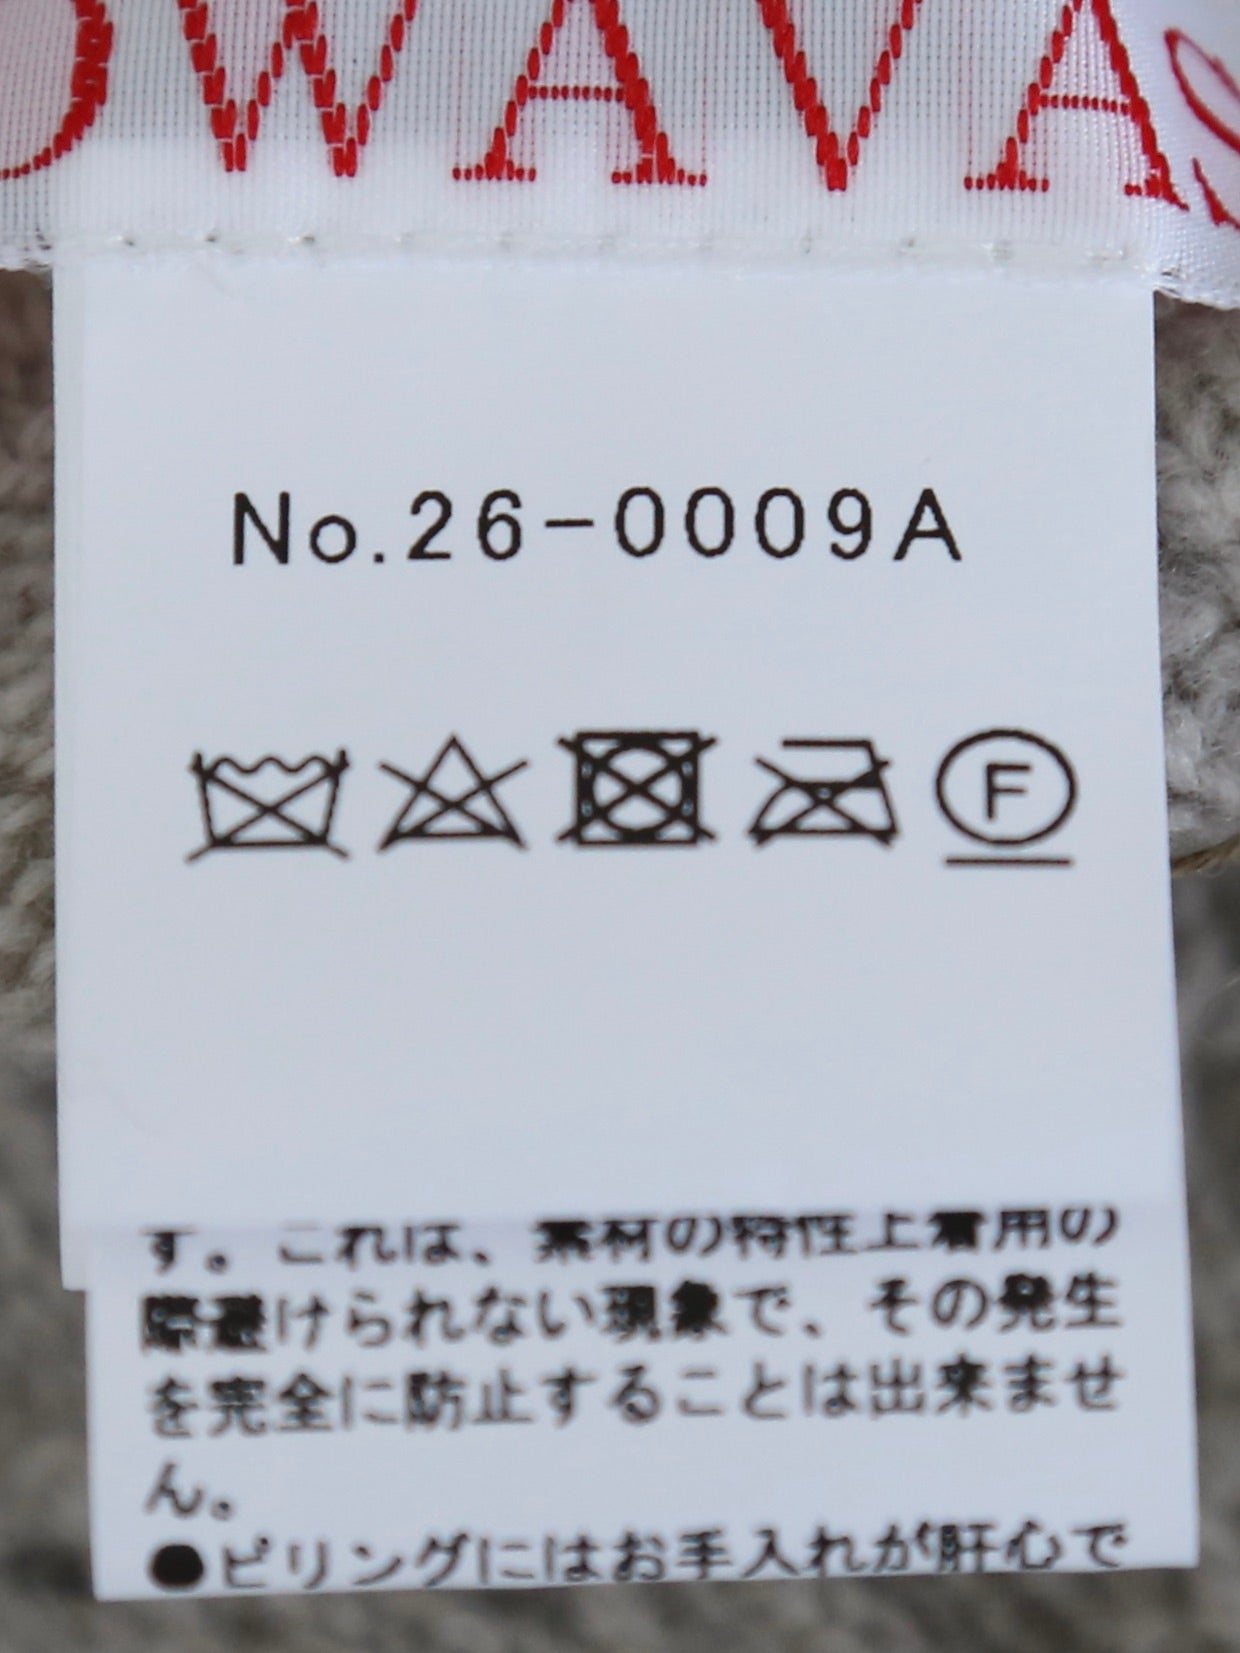 OWAVAS
No.26-0009A
F
す。これは、素材の特性上着用の
際避けられない現象で、その発生
を完全に防止することは出来ませ
ん。
●ピリングにはお手入れが肝心で